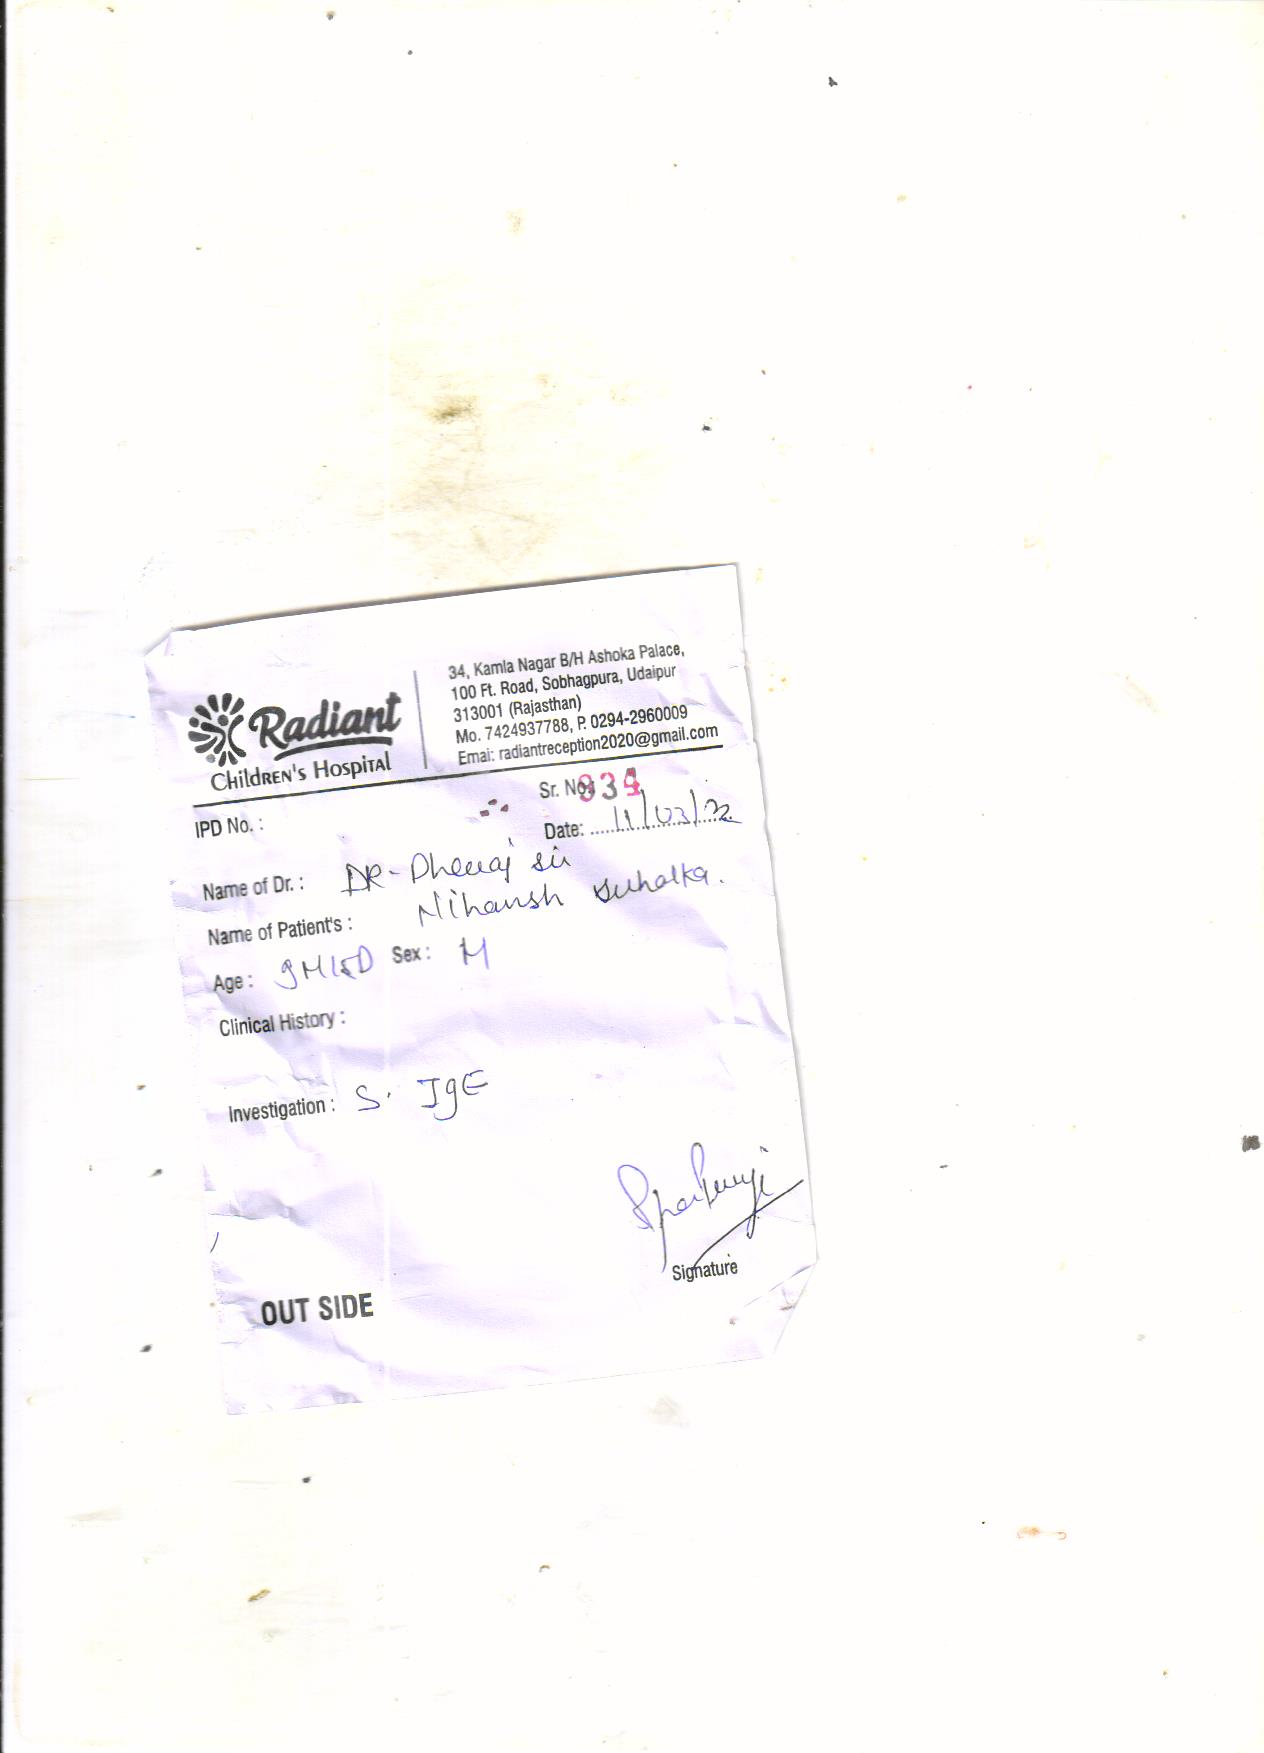 Radiant
Children's Hospital
34, Kamla Nagar B/H Ashoka Palace,
100 Ft. Road, Sobhagpura, Udaipur
313001 (Rajasthan)
Mo. 7424937788, P. 0294-2960009
Emai: radiantreception2020@gmail.com
Sr. No.
IPD No. :
Date: 11/03/22
Name of Dr. : DR- Dheeraj sir
Name of Patient's : Nihansh Suhalka.
Age : 9M15D Sex : M
Clinical History :
Investigation : S. IgE
Signature
OUT SIDE